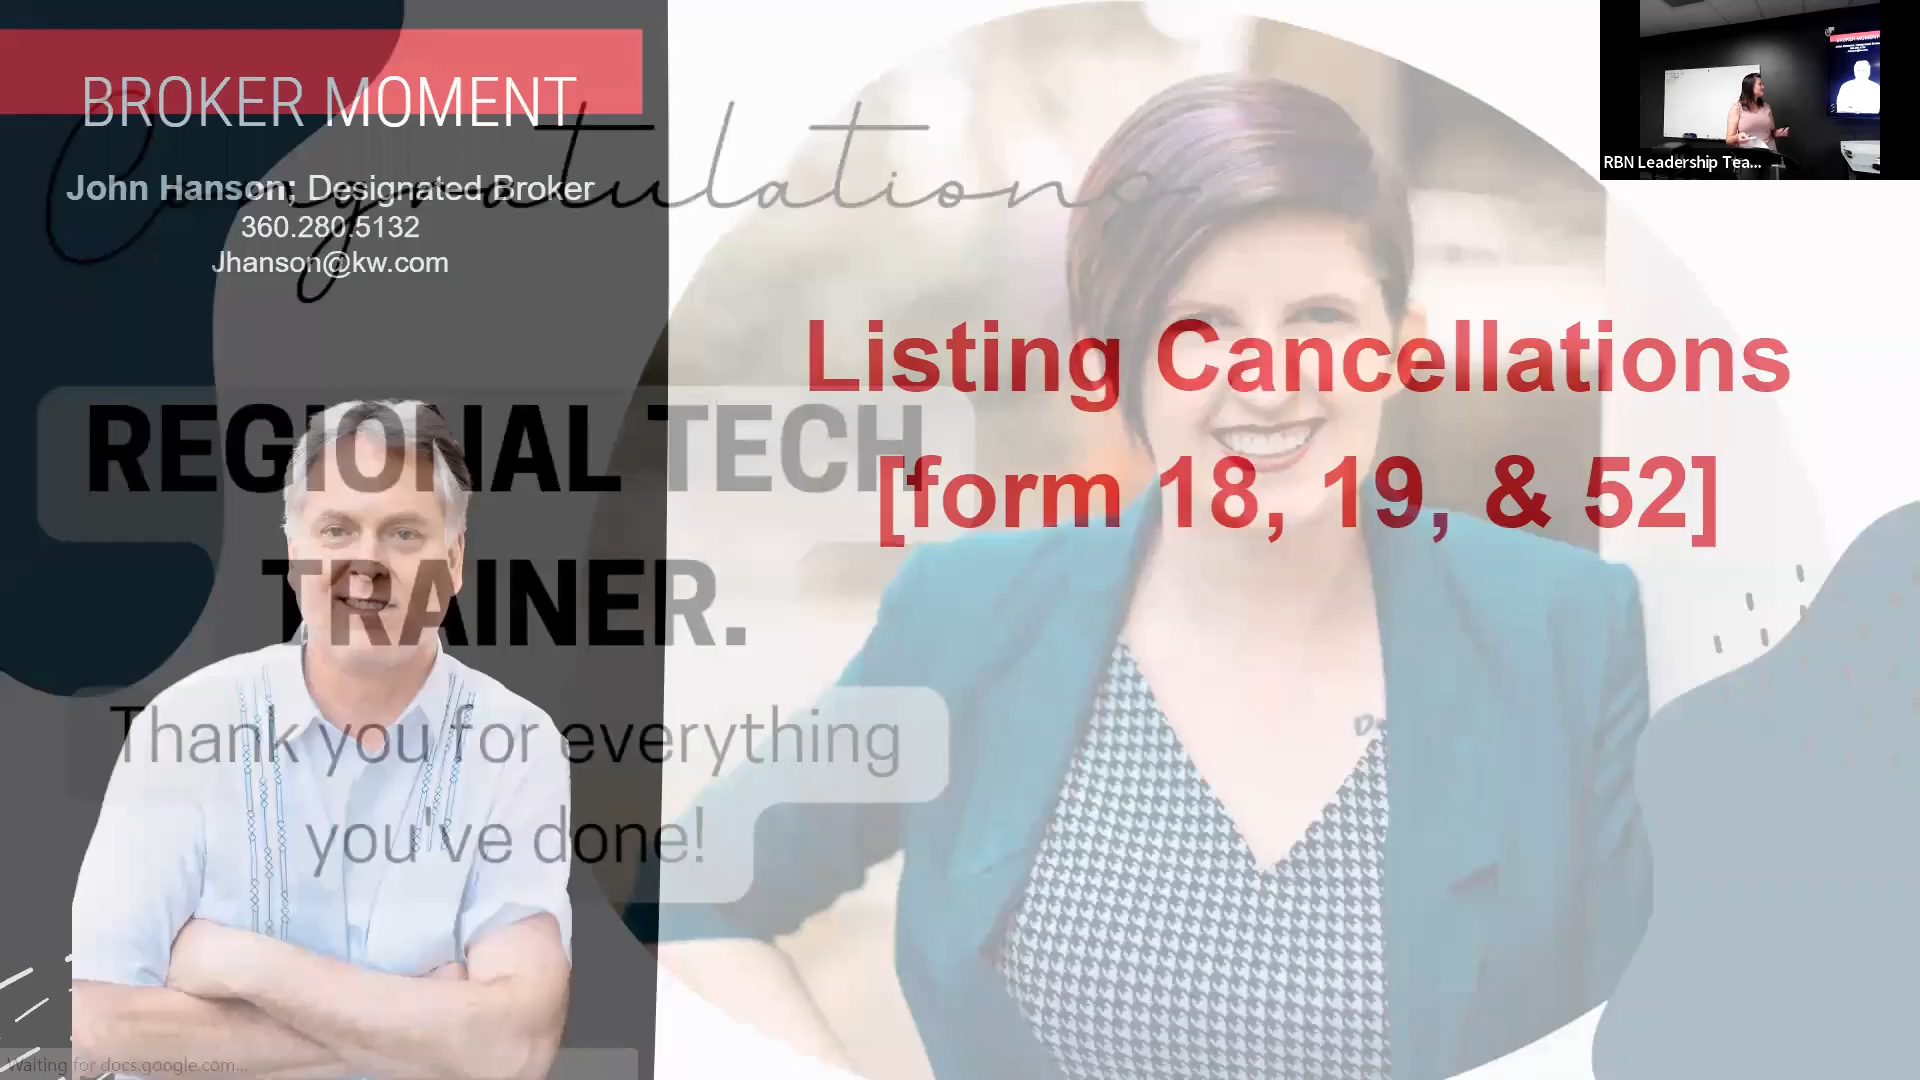 BROKER MOMENT
John Hanson; Designated Broker
360.280.5132
Jhanson@kw.com
Congratulations
Listing Cancellations
[form 18, 19, & 52]
REGIONAL TECH
TRAINER.
Thank you for everything
you've done!
RBN Leadership Tea...
Waiting for docs.google.com...